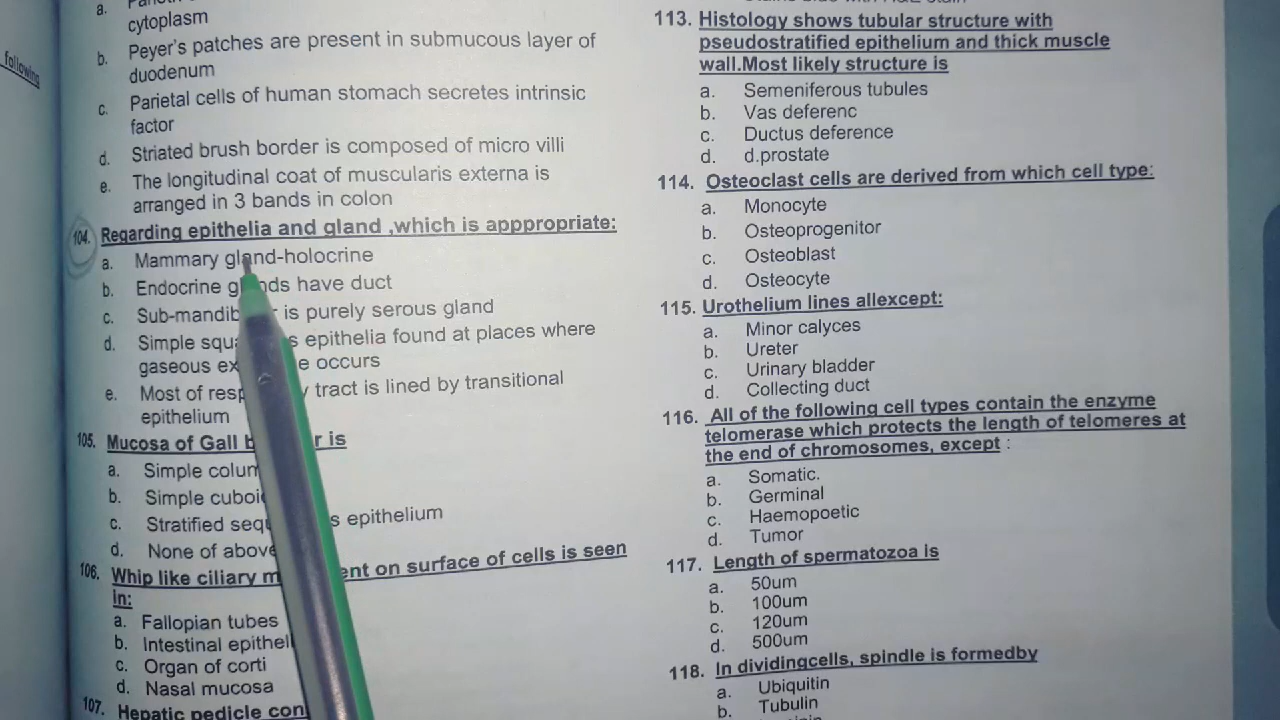 following
a.
cytoplasm
b. Peyer's patches are present in submucous layer of
duodenum
c. Parietal cells of human stomach secretes intrinsic
factor
d. Striated brush border is composed of micro villi
e. The longitudinal coat of muscularis externa is
arranged in 3 bands in colon
104. Regarding epithelia and gland ,which is apppropriate:
a. Mammary gland-holocrine
b. Endocrine glands have duct
c. Sub-mandib is purely serous gland
d. Simple squ s epithelia found at places where
gaseous ex e occurs
e. Most of resp y tract is lined by transitional
epithelium
105. Mucosa of Gall b r is
a. Simple colum
b. Simple cuboi
c. Stratified seq s epithelium
d. None of above
106. Whip like ciliary m ent on surface of cells is seen
in:
a. Fallopian tubes
b. Intestinal epithel
c. Organ of corti
d. Nasal mucosa
107. Hepatic pedicle con
113. Histology shows tubular structure with
pseudostratified epithelium and thick muscle
wall.Most likely structure is
a. Semeniferous tubules
b. Vas deferenc
c. Ductus deference
d. d.prostate
114. Osteoclast cells are derived from which cell type:
a. Monocyte
b. Osteoprogenitor
c. Osteoblast
d. Osteocyte
115. Urothelium lines allexcept:
a. Minor calyces
b. Ureter
c. Urinary bladder
d. Collecting duct
116. All of the following cell types contain the enzyme
telomerase which protects the length of telomeres at
the end of chromosomes, except :
a. Somatic.
b. Germinal
c. Haemopoetic
d. Tumor
117. Length of spermatozoa is
a. 50um
b. 100um
c. 120um
d. 500um
118. In dividingcells, spindle is formedby
a. Ubiquitin
b. Tubulin